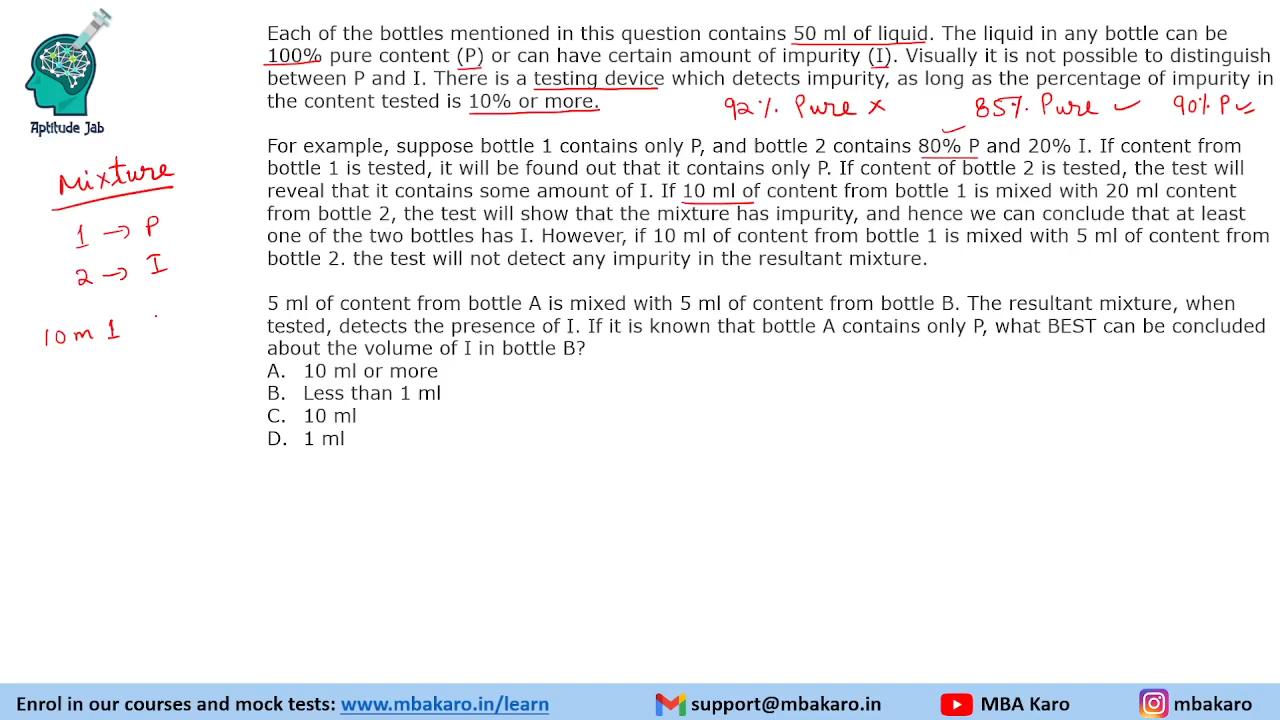 Each of the bottles mentioned in this question contains 50 ml of liquid. The liquid in any bottle can be
100% pure content (P) or can have certain amount of impurity (I). Visually it is not possible to distinguish
between P and I. There is a testing device which detects impurity, as long as the percentage of impurity in
the content tested is 10% or more.
92% Pure × 85% Pure ✓ 90% P ✓
Aptitude Jab
For example, suppose bottle 1 contains only P, and bottle 2 contains 80% P and 20% I. If content from
bottle 1 is tested, it will be found out that it contains only P. If content of bottle 2 is tested, the test will
reveal that it contains some amount of I. If 10 ml of content from bottle 1 is mixed with 20 ml content
from bottle 2, the test will show that the mixture has impurity, and hence we can conclude that at least
one of the two bottles has I. However, if 10 ml of content from bottle 1 is mixed with 5 ml of content from
bottle 2. the test will not detect any impurity in the resultant mixture.
Mixture
1 → P
2 → I
10 m 1
5 ml of content from bottle A is mixed with 5 ml of content from bottle B. The resultant mixture, when
tested, detects the presence of I. If it is known that bottle A contains only P, what BEST can be concluded
about the volume of I in bottle B?
A. 10 ml or more
B. Less than 1 ml
C. 10 ml
D. 1 ml
Enrol in our courses and mock tests: www.mbakaro.in/learn support@mbakaro.in MBA Karo mbakaro